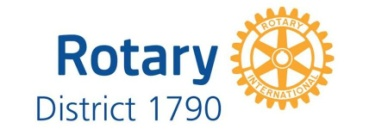 Rotary
District 1790
ROTARY
INTERNATIONAL